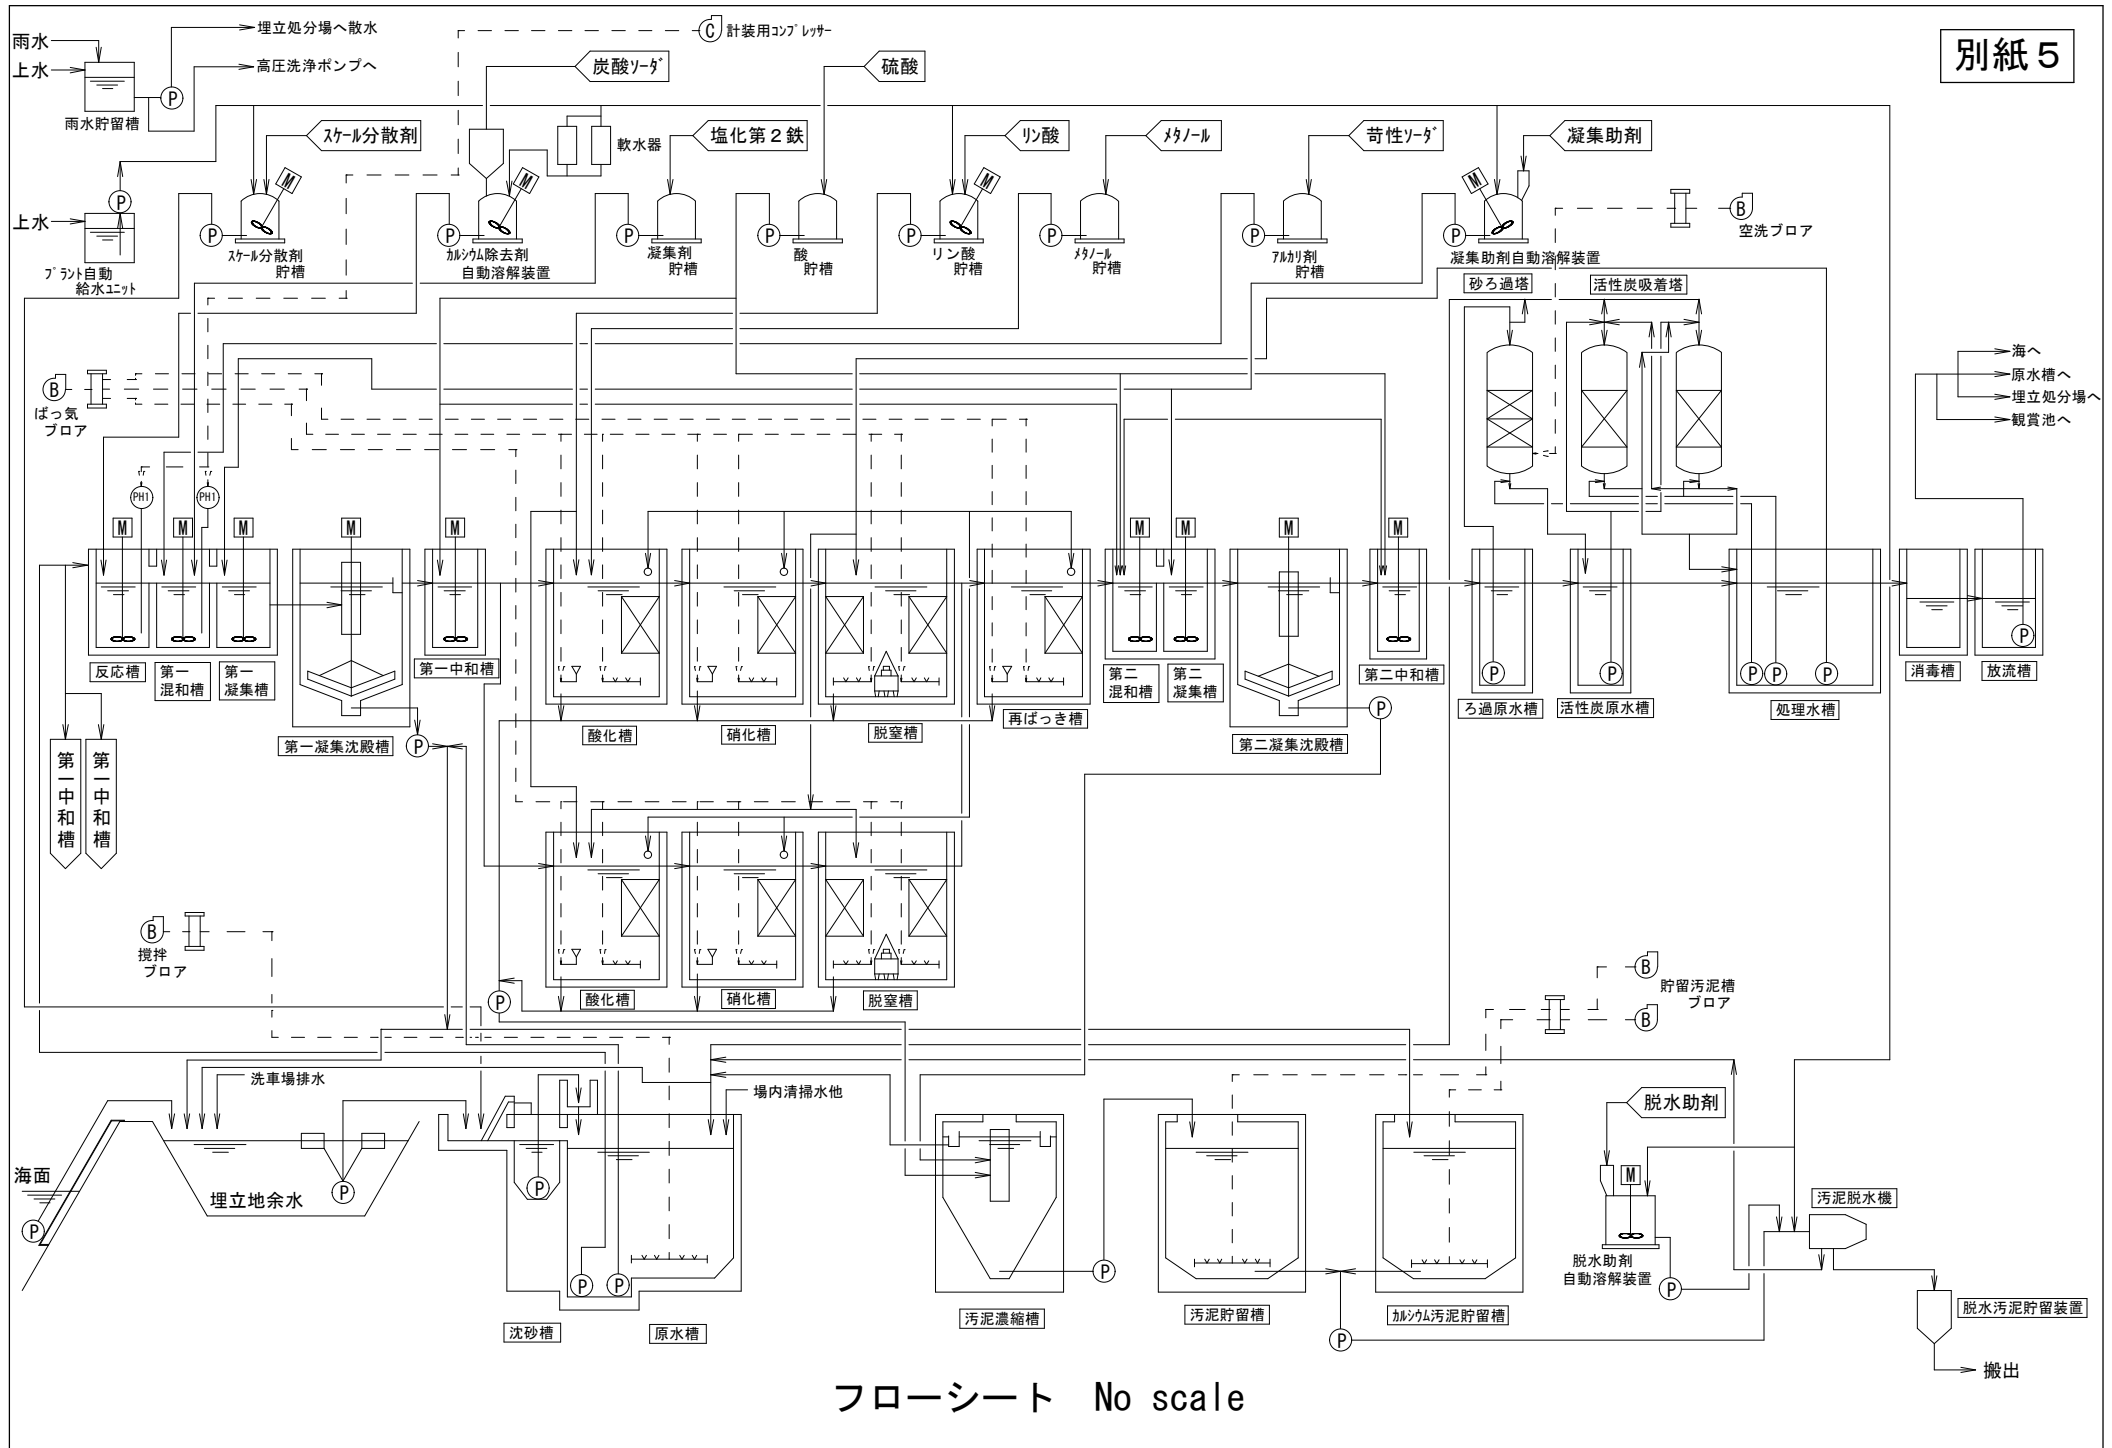 別紙５
雨水
上水
埋立処分場へ散水
高圧洗浄ポンプへ
P
雨水貯留槽
C
計装用ｺﾝﾌﾟﾚｯｻｰ
炭酸ｿｰﾀﾞ
硫酸
ｽｹｰﾙ分散剤
軟水器
塩化第２鉄
リン酸
ﾒﾀﾉｰﾙ
苛性ｿｰﾀﾞ
凝集助剤
上水
P
ﾌﾟﾗﾝﾄ自動
給水ﾕﾆｯﾄ
P
M
ｽｹｰﾙ分散剤
貯槽
P
M
ｶﾙｼｳﾑ除去剤
自動溶解装置
P
凝集剤
貯槽
P
酸
貯槽
P
M
リン酸
貯槽
P
ﾒﾀﾉｰﾙ
貯槽
P
ｱﾙｶﾘ剤
貯槽
P
M
凝集助剤自動溶解装置
B
空洗ブロア
砂ろ過塔
活性炭吸着塔
海へ
原水槽へ
埋立処分場へ
観賞池へ
B
ばっ気
ブロア
PH1
PH1
M
M
M
M
M
M
M
M
M
反応槽
第一
混和槽
第一
凝集槽
第一凝集沈殿槽
P
第一中和槽
酸化槽
硝化槽
脱窒槽
再ばっき槽
第二
混和槽
第二
凝集槽
第二凝集沈殿槽
P
第二中和槽
P
ろ過原水槽
P
活性炭原水槽
P
P
P
処理水槽
消毒槽
P
放流槽
第一中和槽
第一中和槽
酸化槽
硝化槽
脱窒槽
P
B
撹拌
ブロア
B
B
貯留汚泥槽
ブロア
洗車場排水
場内清掃水他
海面
P
埋立地余水
P
P
P
P
沈砂槽
原水槽
汚泥濃縮槽
P
汚泥貯留槽
ｶﾙｼｳﾑ汚泥貯留槽
P
脱水助剤
M
脱水助剤
自動溶解装置
P
汚泥脱水機
脱水汚泥貯留装置
搬出
フローシート　No scale